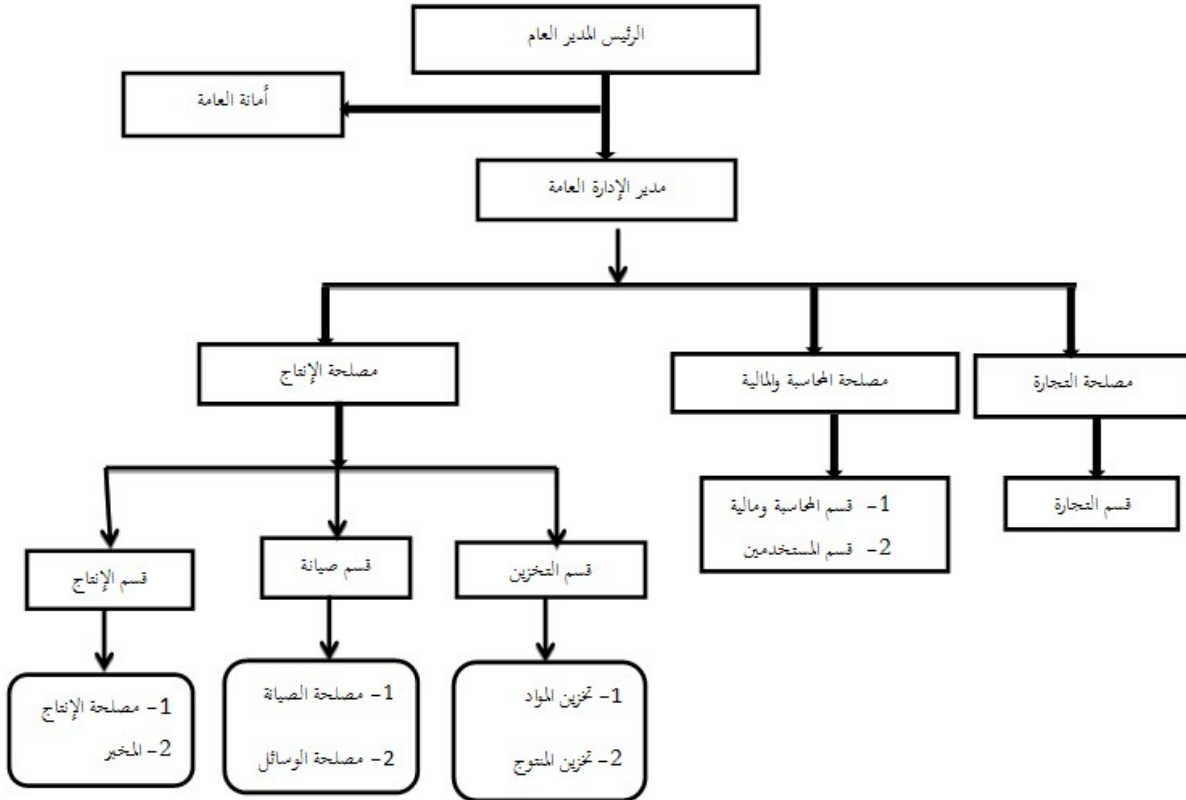 الرئيس المدير العام
أمانة العامة
مدير الإدارة العامة
مصلحة التجارة
مصلحة المحاسبة والمالية
مصلحة الإنتاج
قسم التجارة
1- قسم المحاسبة ومالية
2- قسم المستخدمين
قسم التخزين
قسم صيانة
قسم الإنتاج
1- تخزين المواد
2- تخزين المنتوج
1- مصلحة الصيانة
2- مصلحة الوسائل
1- مصلحة الإنتاج
2- المخبر